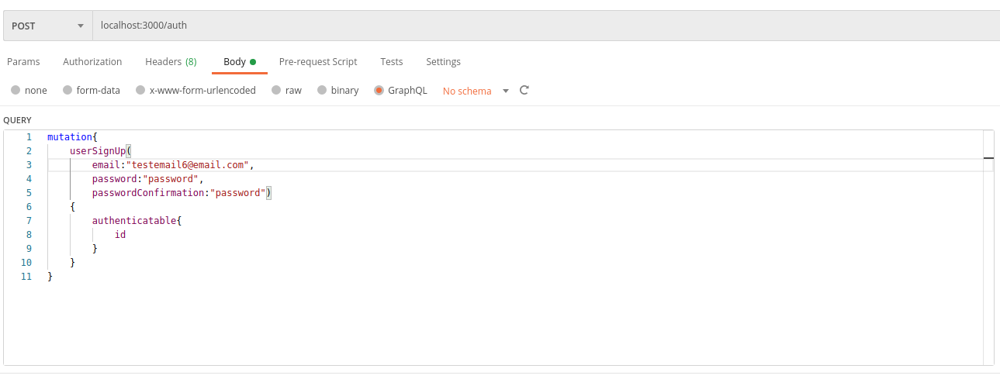 POST localhost:3000/auth
Params Authorization Headers (8) Body Pre-request Script Tests Settings
none form-data x-www-form-urlencoded raw binary GraphQL No schema
QUERY
1 mutation{
2 userSignUp(
3 email:"testemail6@email.com",
4 password:"password",
5 passwordConfirmation:"password")
6 {
7 authenticatable{
8 id
9 }
10 }
11 }